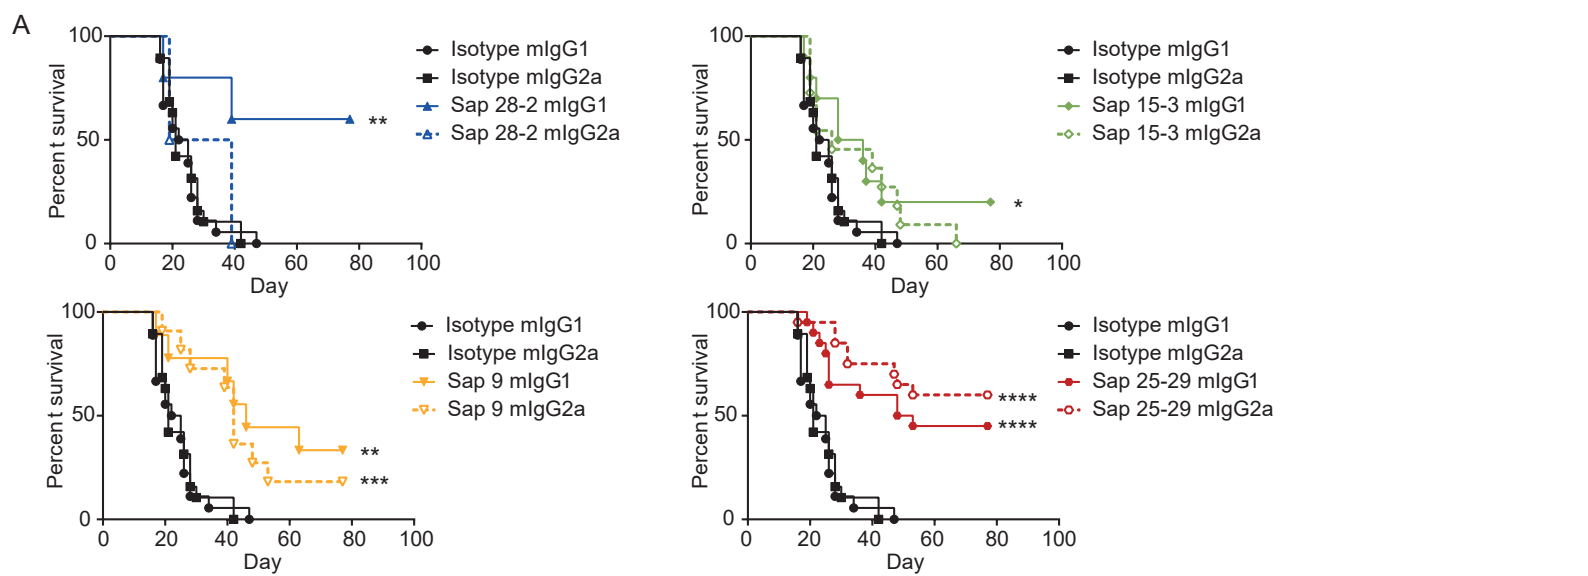 A
100
50
0
Percent survival
0 20 40 60 80 100
Day
**
Isotype mIgG1
Isotype mIgG2a
Sap 28-2 mIgG1
Sap 28-2 mIgG2a
100
50
0
Percent survival
0 20 40 60 80 100
Day
*
Isotype mIgG1
Isotype mIgG2a
Sap 15-3 mIgG1
Sap 15-3 mIgG2a
100
50
0
Percent survival
0 20 40 60 80 100
Day
**
***
Isotype mIgG1
Isotype mIgG2a
Sap 9 mIgG1
Sap 9 mIgG2a
100
50
0
Percent survival
0 20 40 60 80 100
Day
****
****
Isotype mIgG1
Isotype mIgG2a
Sap 25-29 mIgG1
Sap 25-29 mIgG2a